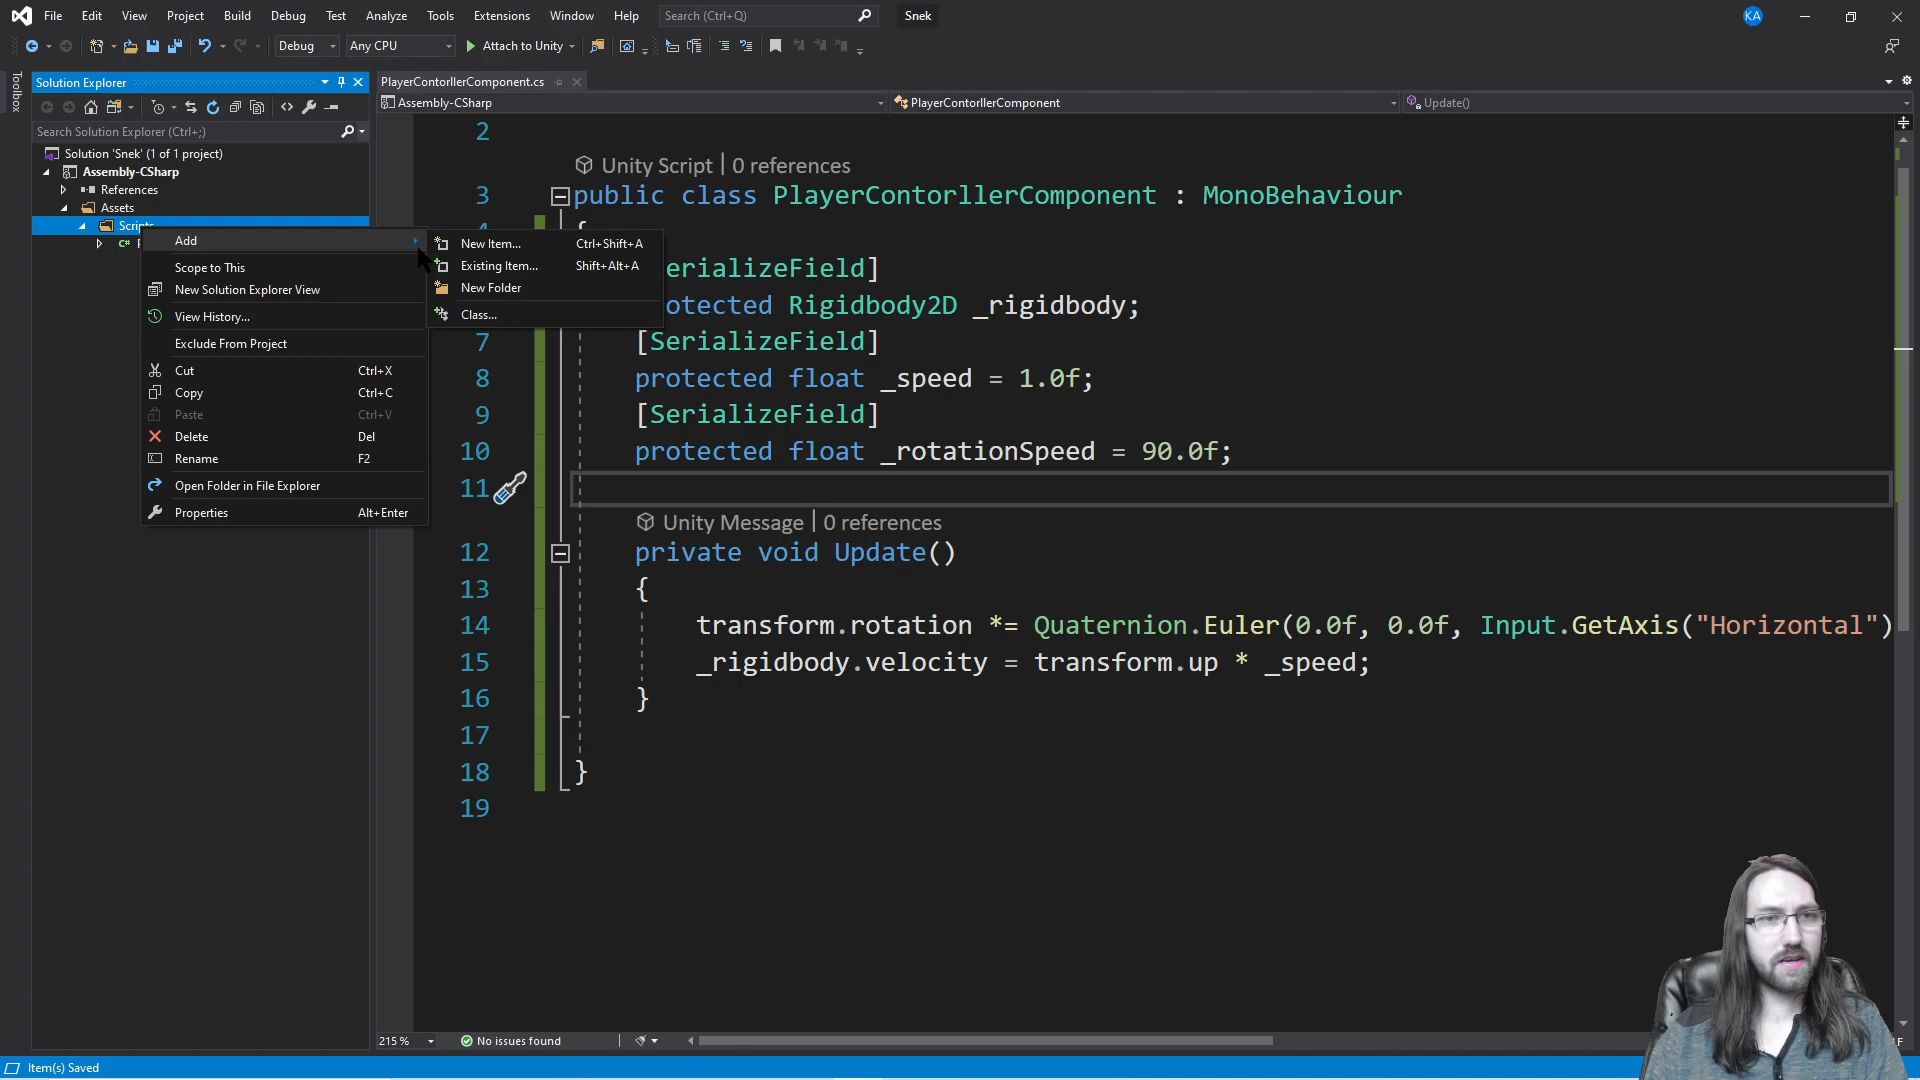 File Edit View Project Build Debug Test Analyze Tools Extensions Window Help Search (Ctrl+Q) Snek KA
Debug Any CPU Attach to Unity
Toolbox
Solution Explorer
PlayerContorllerComponent.cs
Assembly-CSharp PlayerContorllerComponent Update()
Search Solution Explorer (Ctrl+;)
Solution 'Snek' (1 of 1 project)
Assembly-CSharp
References
Assets
Scripts
C#
Add
Scope to This
New Solution Explorer View
View History...
Exclude From Project
Cut Ctrl+X
Copy Ctrl+C
Paste Ctrl+V
Delete Del
Rename F2
Open Folder in File Explorer
Properties Alt+Enter
New Item... Ctrl+Shift+A
Existing Item... Shift+Alt+A
New Folder
Class...
2
Unity Script | 0 references
3 public class PlayerContorllerComponent : MonoBehaviour
{
erializeField]
otected Rigidbody2D _rigidbody;
7 [SerializeField]
8 protected float _speed = 1.0f;
9 [SerializeField]
10 protected float _rotationSpeed = 90.0f;
11
Unity Message | 0 references
12 private void Update()
13 {
14 transform.rotation *= Quaternion.Euler(0.0f, 0.0f, Input.GetAxis("Horizontal")
15 _rigidbody.velocity = transform.up * _speed;
16 }
17
18 }
19
215 % No issues found
Item(s) Saved